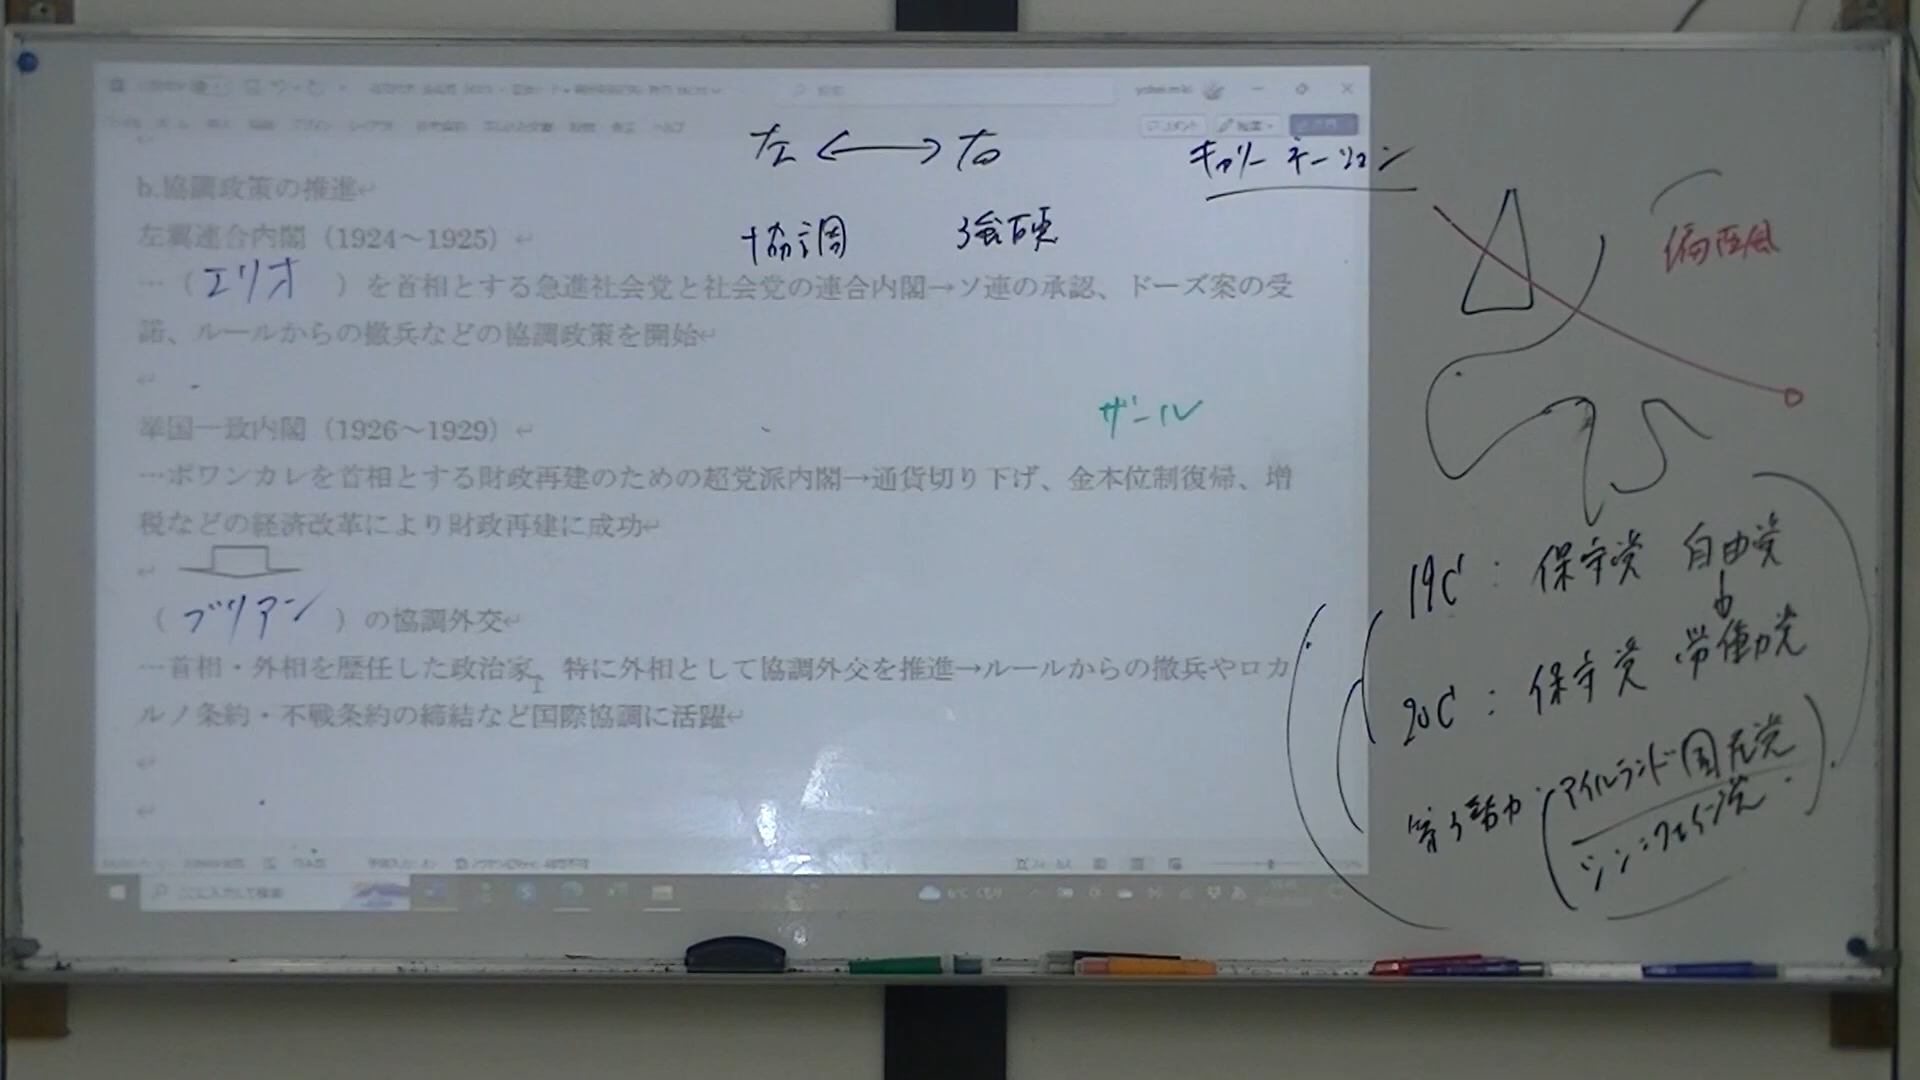 左 ⟷ 右
キャリー ネーション
協調 強硬
偏西風
b.協調政策の推進
左翼連合内閣（1924～1925）
…（ エリオ ）を首相とする急進社会党と社会党の連合内閣→ソ連の承認、ドーズ案の受
諾、ルールからの撤兵などの協調政策を開始
ザール
挙国一致内閣（1926～1929）
…ポワンカレを首相とする財政再建のための超党派内閣→通貨切り下げ、金本位制復帰、増
税などの経済改革により財政再建に成功
（ ブリアン ）の協調外交
…首相・外相を歴任した政治家、特に外相として協調外交を推進→ルールからの撤兵やロカ
ルノ条約・不戦条約の締結など国際協調に活躍
19C : 保守党 自由党
20C : 保守党 労働党
アイルランド国民党
シン=フェイン党
ここに入力して検索